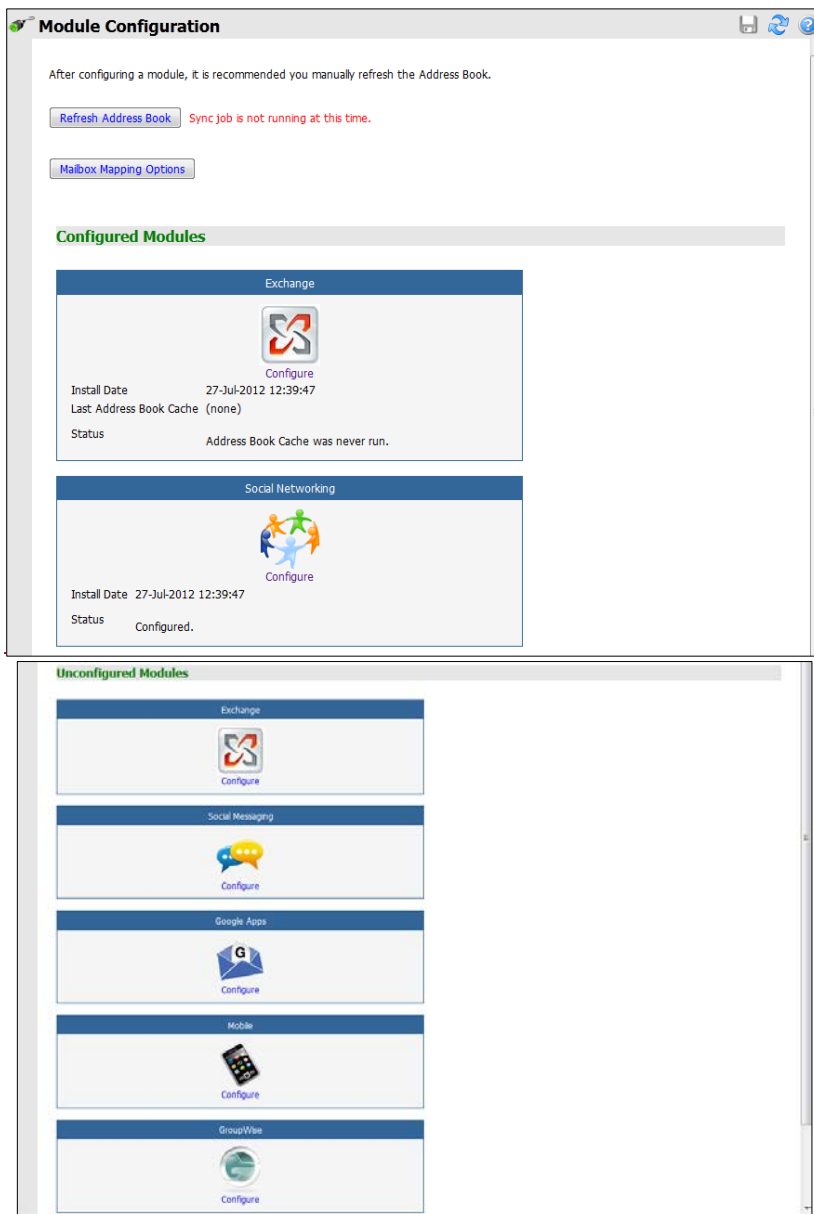 Module Configuration
After configuring a module, it is recommended you manually refresh the Address Book.
Refresh Address Book Sync job is not running at this time.
Mailbox Mapping Options
Configured Modules
Exchange
Configure
Install Date 27-Jul-2012 12:39:47
Last Address Book Cache (none)
Status Address Book Cache was never run.
Social Networking
Configure
Install Date 27-Jul-2012 12:39:47
Status Configured.
Unconfigured Modules
Exchange
Configure
Social Messaging
Configure
Google Apps
G
Configure
Mobile
Configure
GroupWise
Configure